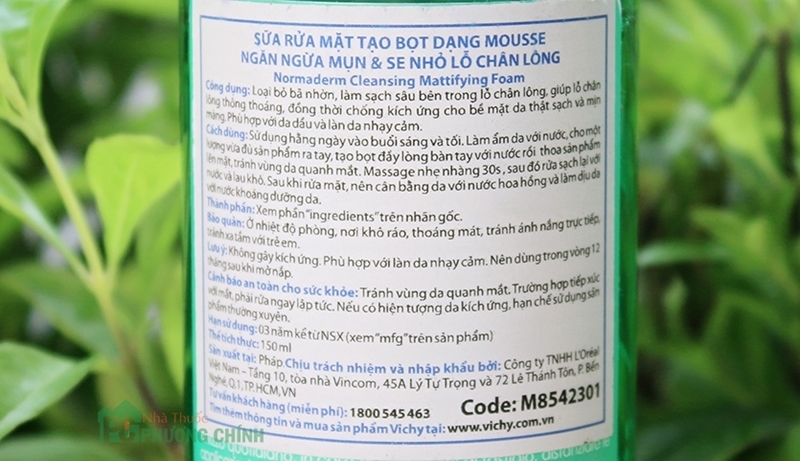 SỮA RỬA MẶT TẠO BỌT DẠNG MOUSSE
NGĂN NGỪA MỤN & SE NHỎ LỖ CHÂN LÔNG
Normaderm Cleansing Mattifying Foam
Công dụng: Loại bỏ bã nhờn, làm sạch sâu bên trong lỗ chân lông, giúp lỗ chân
lông thông thoáng, đồng thời chống kích ứng cho bề mặt da thật sạch và mịn
màng. Phù hợp với da dầu và làn da nhạy cảm.
Cách dùng: Sử dụng hằng ngày vào buổi sáng và tối. Làm ẩm da với nước, cho một
lượng vừa đủ sản phẩm ra tay, tạo bọt đầy lòng bàn tay với nước rồi thoa sản phẩm
lên mặt, tránh vùng da quanh mắt. Massage nhẹ nhàng 30s, sau đó rửa sạch lại với
nước và lau khô. Sau khi rửa mặt, nên cân bằng da với nước hoa hồng và làm dịu da
với nước khoáng dưỡng da.
Thành phần: Xem phần "ingredients" trên nhãn gốc.
Bảo quản: Ở nhiệt độ phòng, nơi khô ráo, thoáng mát, tránh ánh nắng trực tiếp,
tránh xa tầm với trẻ em.
Lưu ý: Không gây kích ứng. Phù hợp với làn da nhạy cảm. Nên dùng trong vòng 12
tháng sau khi mở nắp.
Cảnh báo an toàn cho sức khỏe: Tránh vùng da quanh mắt. Trường hợp tiếp xúc
với mắt, phải rửa ngay lập tức. Nếu có hiện tượng da kích ứng, hạn chế sử dụng sản
phẩm thường xuyên.
Hạn sử dụng: 03 năm kể từ NSX (xem "mfg" trên sản phẩm)
Thể tích thực: 150 ml
Sản xuất tại: Pháp. Chịu trách nhiệm và nhập khẩu bởi: Công ty TNHH L'Oréal
Việt Nam – Tầng 10, tòa nhà Vincom, 45A Lý Tự Trọng và 72 Lê Thánh Tôn, P. Bến
Nghé, Q.1, TP.HCM, VN
Tư vấn khách hàng (miễn phí): 1800 545 463 Code: M8542301
Tìm thêm thông tin và mua sản phẩm Vichy tại: www.vichy.com.vn
Nhà Thuốc
PHƯƠNG CHÍNH